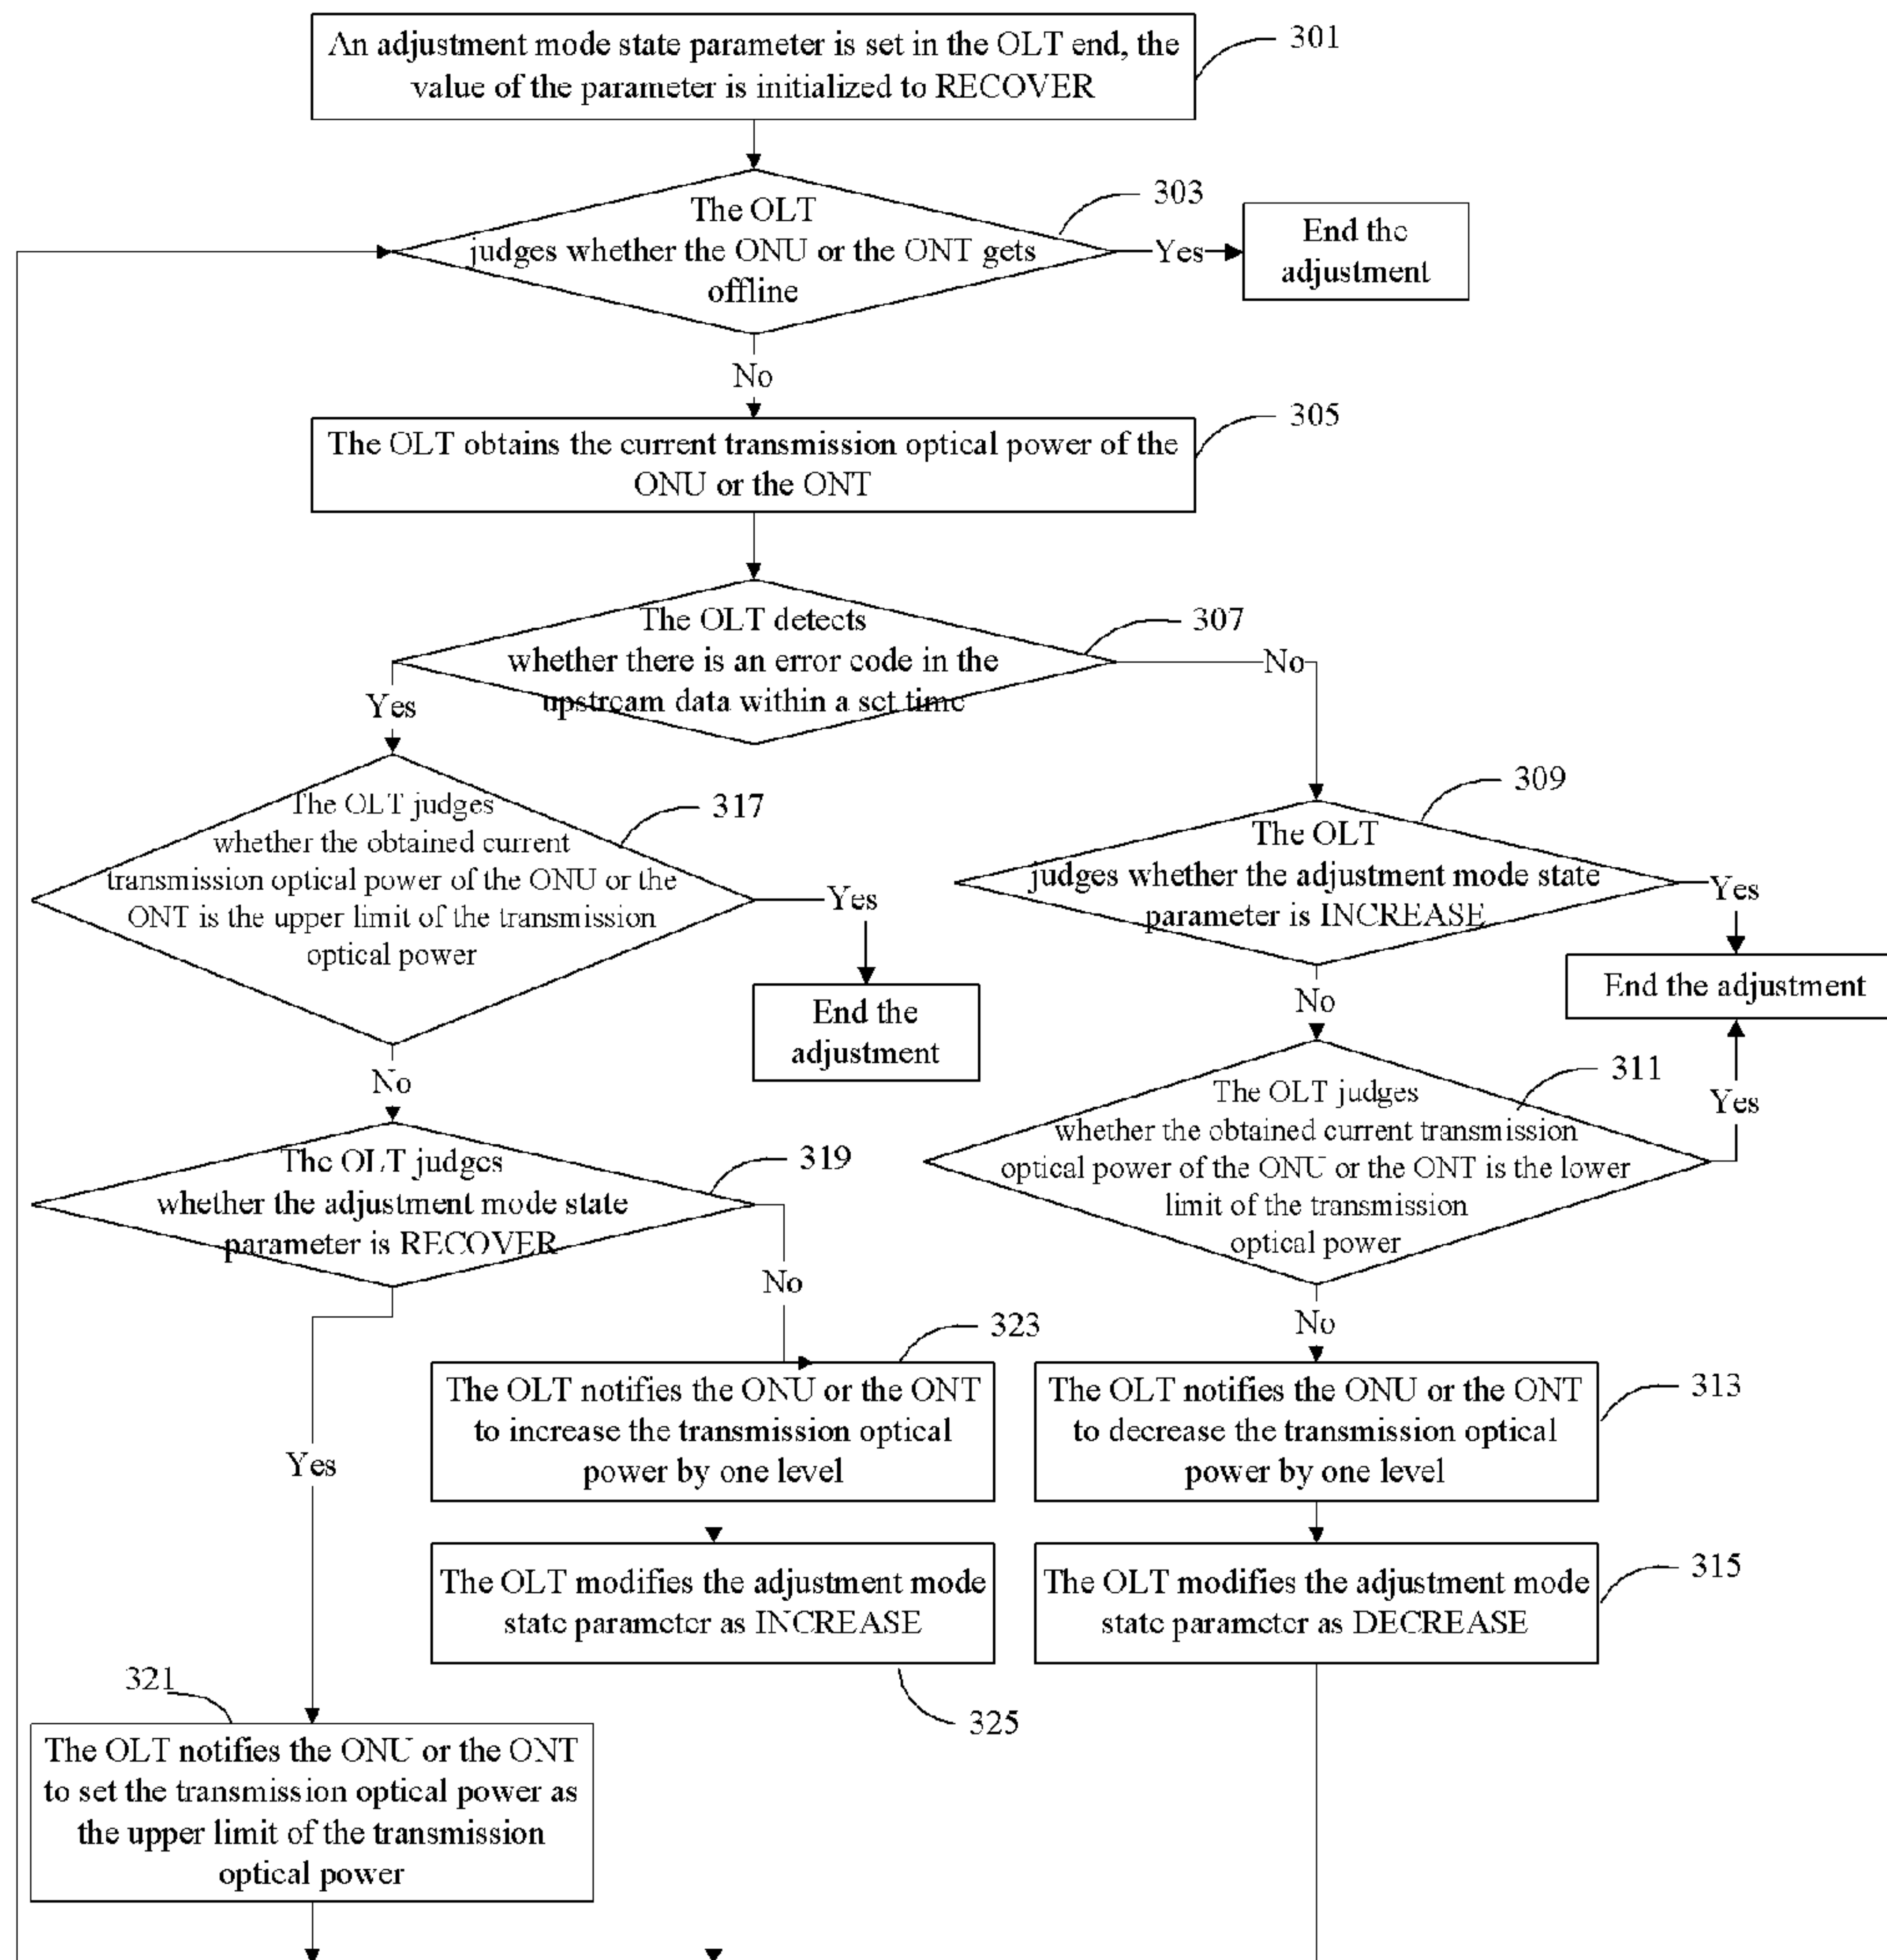 An adjustment mode state parameter is set in the OLT end, the
value of the parameter is initialized to RECOVER
301
The OLT
judges whether the ONU or the ONT gets
offline
303
Yes
End the
adjustment
No
The OLT obtains the current transmission optical power of the
ONU or the ONT
305
The OLT detects
whether there is an error code in the
upstream data within a set time
307
Yes
No
The OLT judges
whether the obtained current
transmission optical power of the ONU or the
ONT is the upper limit of the transmission
optical power
317
Yes
End the
adjustment
No
The OLT
judges whether the adjustment mode state
parameter is INCREASE
309
Yes
End the adjustment
No
The OLT judges
whether the obtained current transmission
optical power of the ONU or the ONT is the lower
limit of the transmission
optical power
311
Yes
No
The OLT judges
whether the adjustment mode state
parameter is RECOVER
319
No
Yes
The OLT notifies the ONU or the ONT
to increase the transmission optical
power by one level
323
The OLT notifies the ONU or the ONT
to decrease the transmission optical
power by one level
313
The OLT modifies the adjustment mode
state parameter as INCREASE
325
The OLT modifies the adjustment mode
state parameter as DECREASE
315
321
The OLT notifies the ONU or the ONT
to set the transmission optical power as
the upper limit of the transmission
optical power